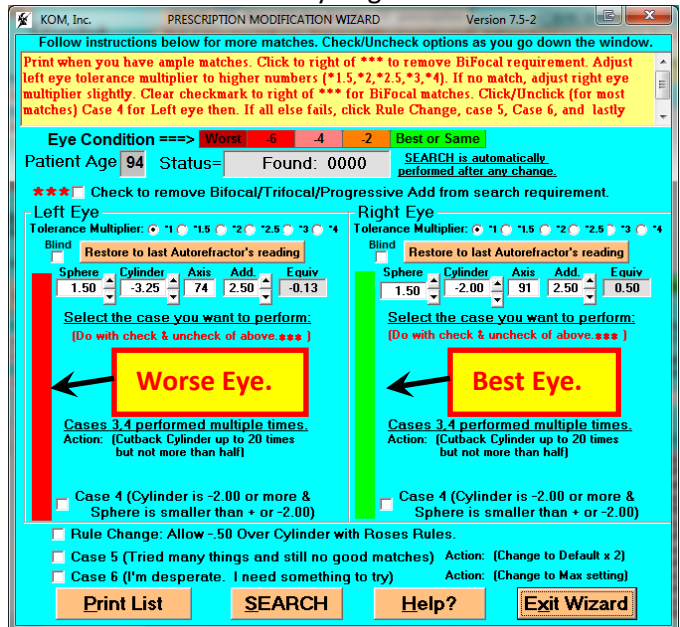 KOM, Inc. PRESCRIPTION MODIFICATION WIZARD Version 7.5-2
Follow instructions below for more matches. Check/Uncheck options as you go down the window.
Print when you have ample matches. Click to right of *** to remove BiFocal requirement. Adjust
left eye tolerance multiplier to higher numbers (*1.5,*2,*2.5,*3,*4). If no match, adjust right eye
multiplier slightly. Clear checkmark to right of *** for BiFocal matches. Click/Unclick (for most
matches) Case 4 for Left eye then. If all else fails, click Rule Change, case 5, Case 6, and lastly
Eye Condition ===> Worst -6 -4 -2 Best or Same
Patient Age 94 Status= Found: 0000 SEARCH is automatically
performed after any change.
*** Check to remove Bifocal/Trifocal/Progressive Add from search requirement.
Left Eye
Tolerance Multiplier: *1 *1.5 *2 *2.5 *3 *4
Blind Restore to last Autorefractor's reading
Sphere Cylinder Axis Add. Equiv
1.50 -3.25 74 2.50 -0.13
Select the case you want to perform:
(Do with check & uncheck of above.*** )
Worse Eye.
Cases 3,4 performed multiple times.
Action: (Cutback Cylinder up to 20 times
but not more than half)
Case 4 (Cylinder is -2.00 or more &
Sphere is smaller than + or -2.00)
Right Eye
Tolerance Multiplier: *1 *1.5 *2 *2.5 *3 *4
Blind Restore to last Autorefractor's reading
Sphere Cylinder Axis Add. Equiv
1.50 -2.00 91 2.50 0.50
Select the case you want to perform:
(Do with check & uncheck of above.*** )
Best Eye.
Cases 3,4 performed multiple times.
Action: (Cutback Cylinder up to 20 times
but not more than half)
Case 4 (Cylinder is -2.00 or more &
Sphere is smaller than + or -2.00)
Rule Change: Allow -.50 Over Cylinder with Roses Rules.
Case 5 (Tried many things and still no good matches) Action: (Change to Default x 2)
Case 6 (I'm desperate. I need something to try) Action: (Change to Max setting)
Print List SEARCH Help? Exit Wizard